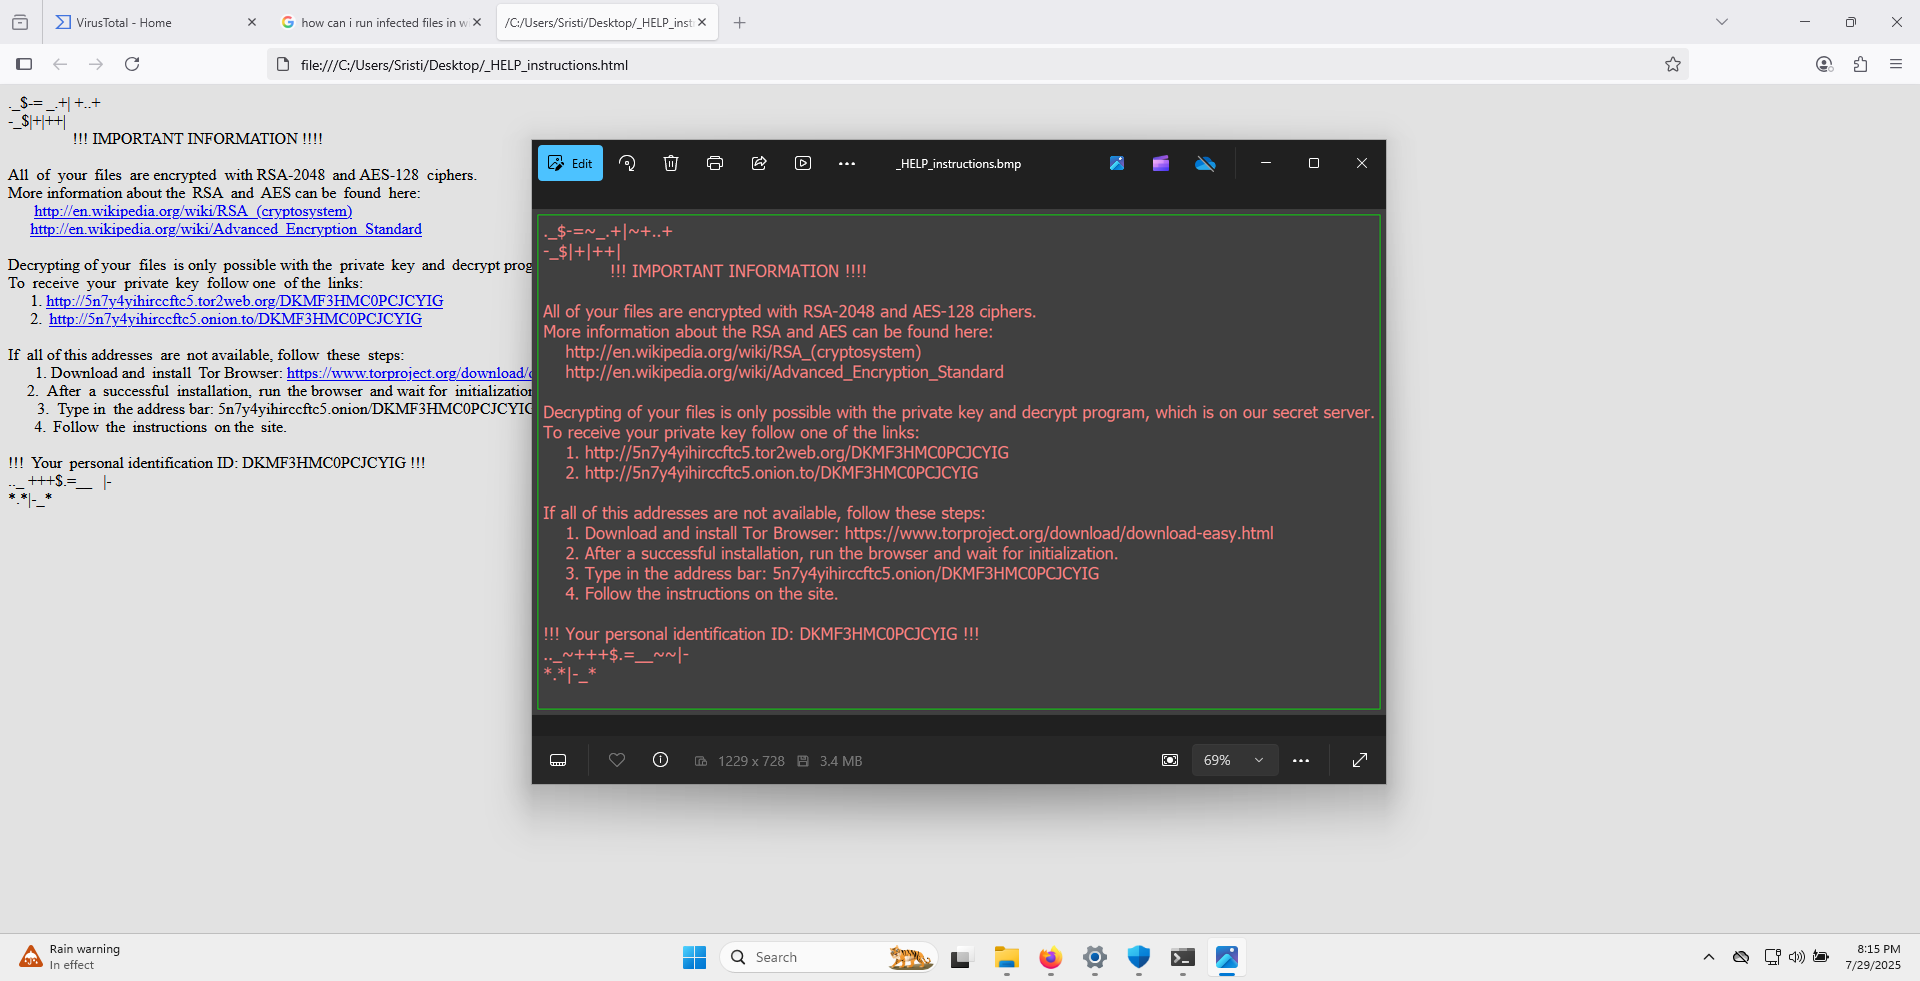 VirusTotal - Home
how can i run infected files in w
/C:/Users/Sristi/Desktop/_HELP_inst
file:///C:/Users/Sristi/Desktop/_HELP_instructions.html
._$-= _.+| +..+
-_$|+|++|
!!! IMPORTANT INFORMATION !!!!
All of your files are encrypted with RSA-2048 and AES-128 ciphers.
More information about the RSA and AES can be found here:
http://en.wikipedia.org/wiki/RSA_(cryptosystem)
http://en.wikipedia.org/wiki/Advanced_Encryption_Standard
Decrypting of your files is only possible with the private key and decrypt prog
To receive your private key follow one of the links:
1. http://5n7y4yihirccftc5.tor2web.org/DKMF3HMC0PCJCYIG
2. http://5n7y4yihirccftc5.onion.to/DKMF3HMC0PCJCYIG
If all of this addresses are not available, follow these steps:
1. Download and install Tor Browser: https://www.torproject.org/download/d
2. After a successful installation, run the browser and wait for initialization
3. Type in the address bar: 5n7y4yihirccftc5.onion/DKMF3HMC0PCJCYIG
4. Follow the instructions on the site.
!!! Your personal identification ID: DKMF3HMC0PCJCYIG !!!
.._ +++$.=__ |-
*.*|-_*
Edit
_HELP_instructions.bmp
._$-=~_.+|~+..+
-_$|+|++|
!!! IMPORTANT INFORMATION !!!!
All of your files are encrypted with RSA-2048 and AES-128 ciphers.
More information about the RSA and AES can be found here:
http://en.wikipedia.org/wiki/RSA_(cryptosystem)
http://en.wikipedia.org/wiki/Advanced_Encryption_Standard
Decrypting of your files is only possible with the private key and decrypt program, which is on our secret server.
To receive your private key follow one of the links:
1. http://5n7y4yihirccftc5.tor2web.org/DKMF3HMC0PCJCYIG
2. http://5n7y4yihirccftc5.onion.to/DKMF3HMC0PCJCYIG
If all of this addresses are not available, follow these steps:
1. Download and install Tor Browser: https://www.torproject.org/download/download-easy.html
2. After a successful installation, run the browser and wait for initialization.
3. Type in the address bar: 5n7y4yihirccftc5.onion/DKMF3HMC0PCJCYIG
4. Follow the instructions on the site.
!!! Your personal identification ID: DKMF3HMC0PCJCYIG !!!
.._~+++$.=__~~|-
*.*|-_*
1229 x 728
3.4 MB
69%
Rain warning
In effect
Search
8:15 PM
7/29/2025